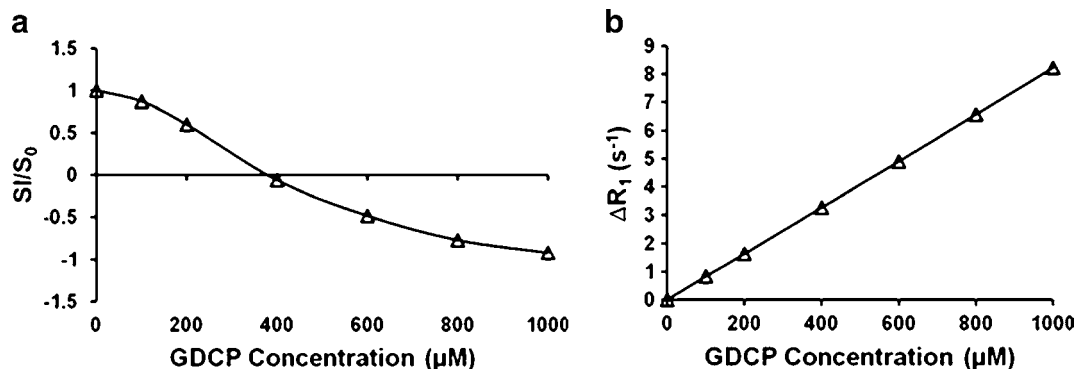 a
1.5
1
0.5
0
-0.5
-1
-1.5
SI/S₀
0 200 400 600 800 1000
GDCP Concentration (µM)
b
9
8
7
6
5
4
3
2
1
0
ΔR₁ (s⁻¹)
0 200 400 600 800 1000
GDCP Concentration (µM)